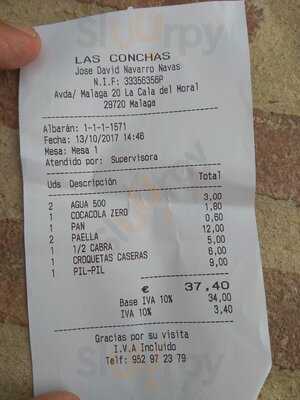 LAS CONCHAS
Jose David Navarro Navas
N.I.F: 33356356P
Avda/ Malaga 20 La Cala del Moral
29720 Malaga
Albarán: 1-1-1-1571
Fecha: 13/10/2017 14:46
Mesa: Mesa 1
Atendido por: Supervisora
Uds Descripción Total
2 AGUA 500 3,00
1 COCACOLA ZERO 1,80
1 PAN 0,60
2 PAELLA 12,00
1 1/2 CABRA 5,00
1 CROQUETAS CASERAS 6,00
1 PIL-PIL 9,00
€ 37,40
Base IVA 10% 34,00
IVA 10% 3,40
Gracias por su visita
I.V.A Incluido
Telf: 952 97 23 79